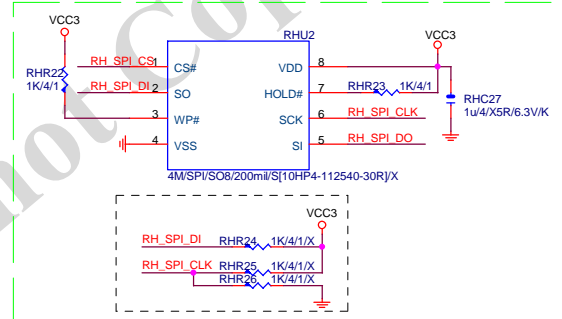 VCC3
RHU2
VCC3
RH_SPI_CS 1 CS# VDD 8
RHR22
1K/4/1
RH_SPI_DI 2 SO HOLD# 7 RHR23 1K/4/1
RHC27
1u/4/X5R/6.3V/K
3 WP# SCK 6 RH_SPI_CLK
4 VSS SI 5 RH_SPI_DO
4M/SPI/SO8/200mil/S[10HP4-112540-30R]/X
VCC3
RH_SPI_DI RHR24 1K/4/1/X
RH_SPI_CLK RHR25 1K/4/1/X
RHR26 1K/4/1/X
not Cop